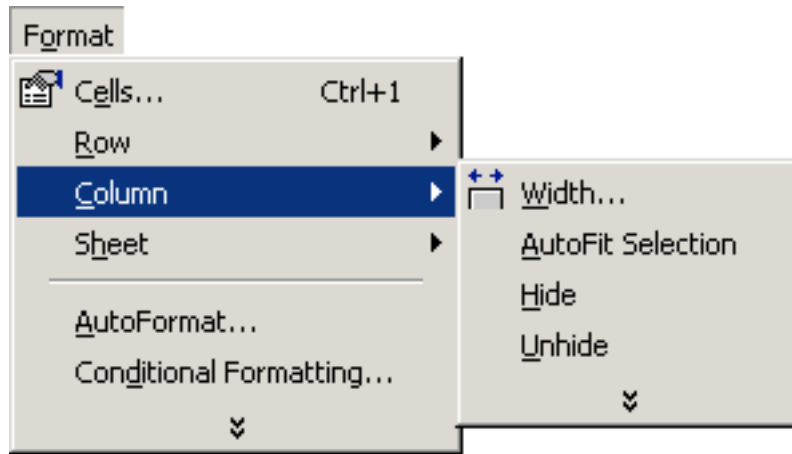 Format
Cells... Ctrl+1
Row
Column
Sheet
AutoFormat...
Conditional Formatting...
Width...
AutoFit Selection
Hide
Unhide